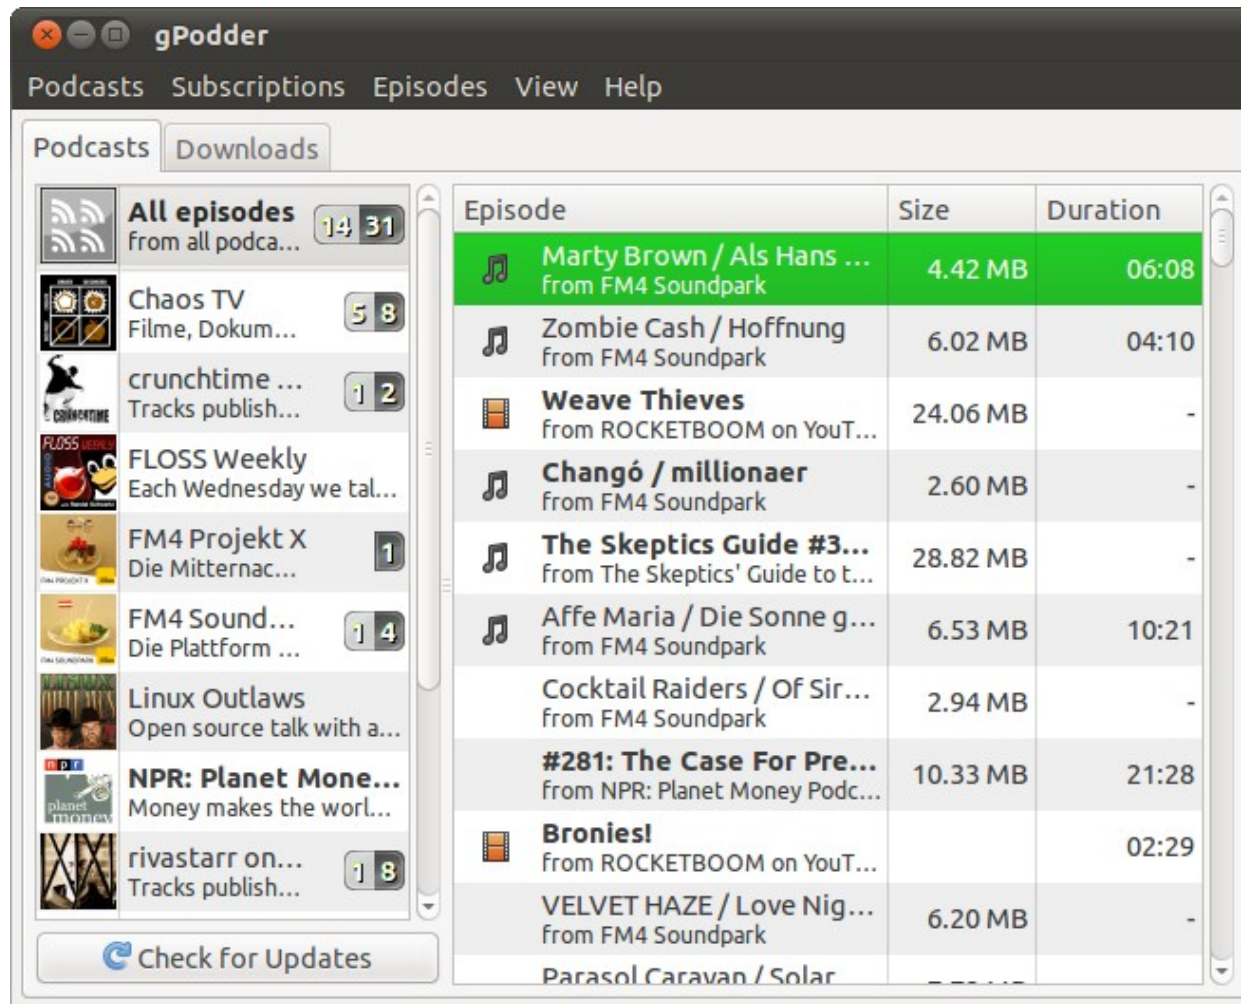 gPodder
Podcasts Subscriptions Episodes View Help
Podcasts Downloads
All episodes 14 31
from all podca...
Chaos TV 5 8
Filme, Dokum...
crunchtime ... 1 2
Tracks publish...
FLOSS Weekly
Each Wednesday we tal...
FM4 Projekt X 1
Die Mitternac...
FM4 Sound... 1 4
Die Plattform ...
Linux Outlaws
Open source talk with a...
npr
planet
money
NPR: Planet Mone...
Money makes the worl...
rivastarr on... 1 8
Tracks publish...
Check for Updates
Episode Size Duration
Marty Brown / Als Hans ... 4.42 MB 06:08
from FM4 Soundpark
Zombie Cash / Hoffnung 6.02 MB 04:10
from FM4 Soundpark
Weave Thieves 24.06 MB -
from ROCKETBOOM on YouT...
Changó / millionaer 2.60 MB -
from FM4 Soundpark
The Skeptics Guide #3... 28.82 MB -
from The Skeptics' Guide to t...
Affe Maria / Die Sonne g... 6.53 MB 10:21
from FM4 Soundpark
Cocktail Raiders / Of Sir... 2.94 MB -
from FM4 Soundpark
#281: The Case For Pre... 10.33 MB 21:28
from NPR: Planet Money Podc...
Bronies! 02:29
from ROCKETBOOM on YouT...
VELVET HAZE / Love Nig... 6.20 MB -
from FM4 Soundpark
Parasol Caravan / Solar